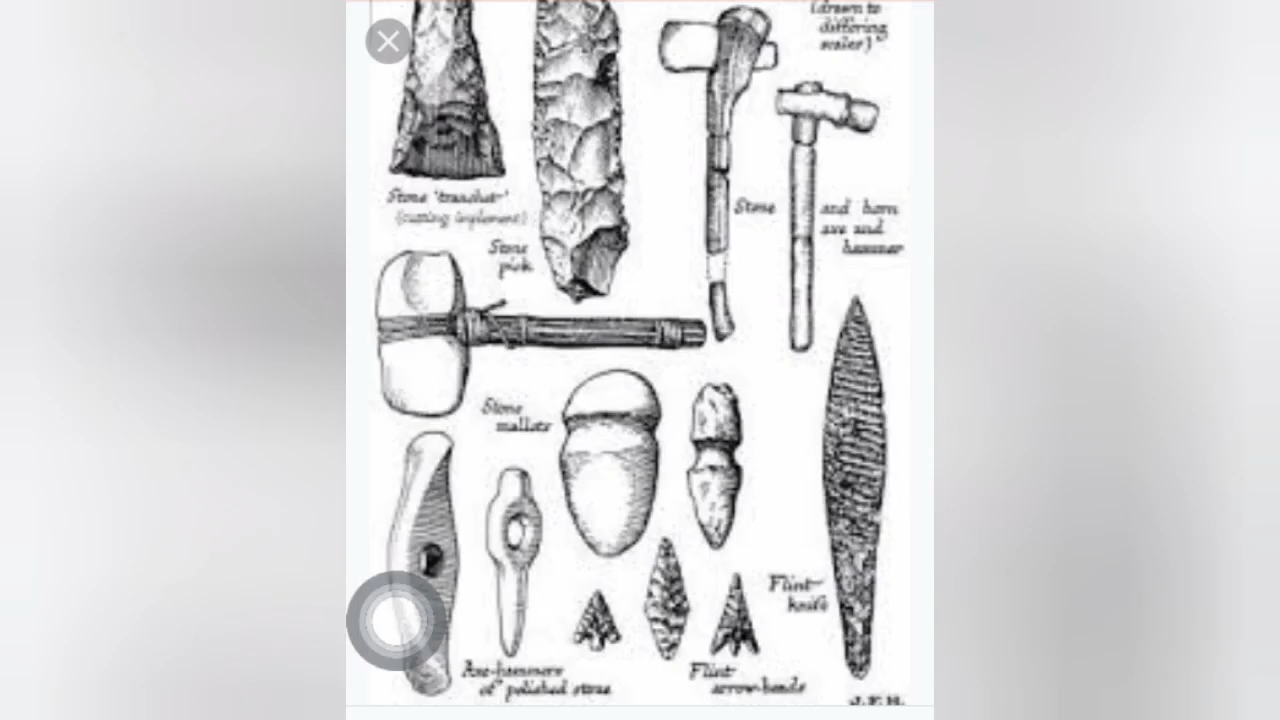 (drawn to
differing
scales)
Stone 'tranchet'
(cutting implement)
Stone
pick
Stone
and horn
axe and
hammer
Stone
mallets
Flint
knife
Axe-hammers
of polished stone
Flint
arrow-heads
J.F.H.